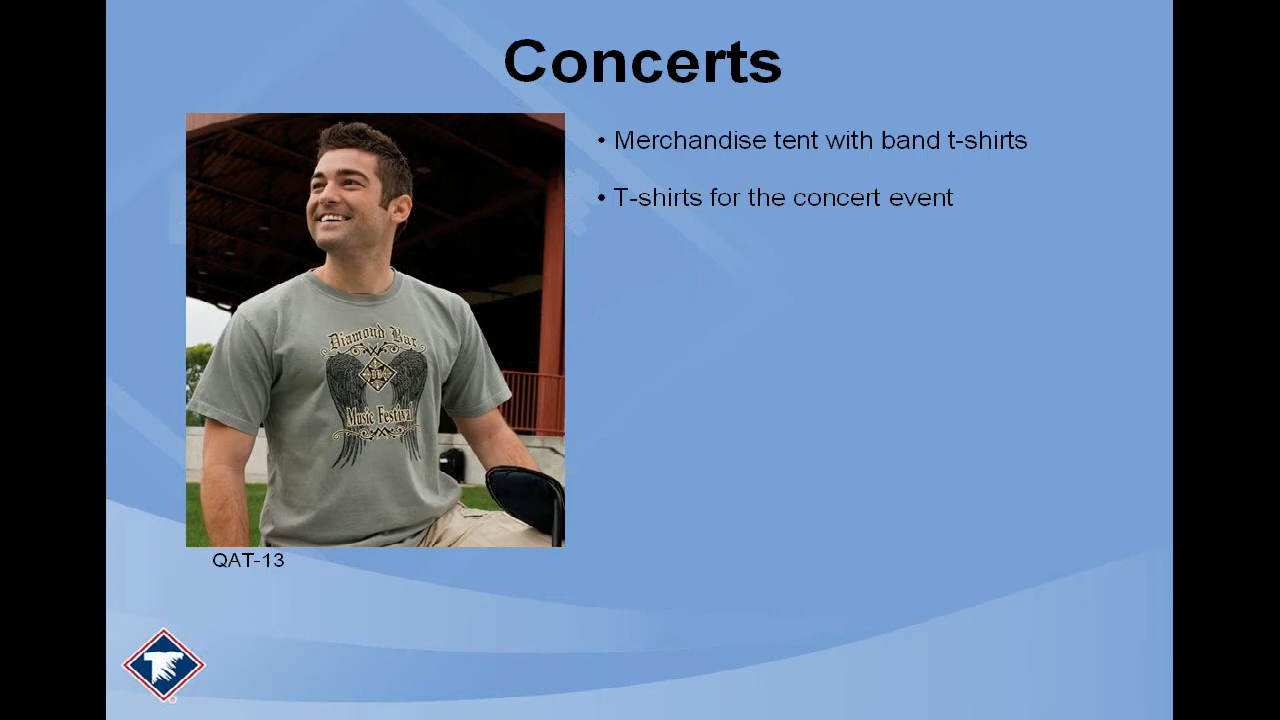 Concerts
• Merchandise tent with band t-shirts
• T-shirts for the concert event
Diamond Bar
Music Festival
QAT-13